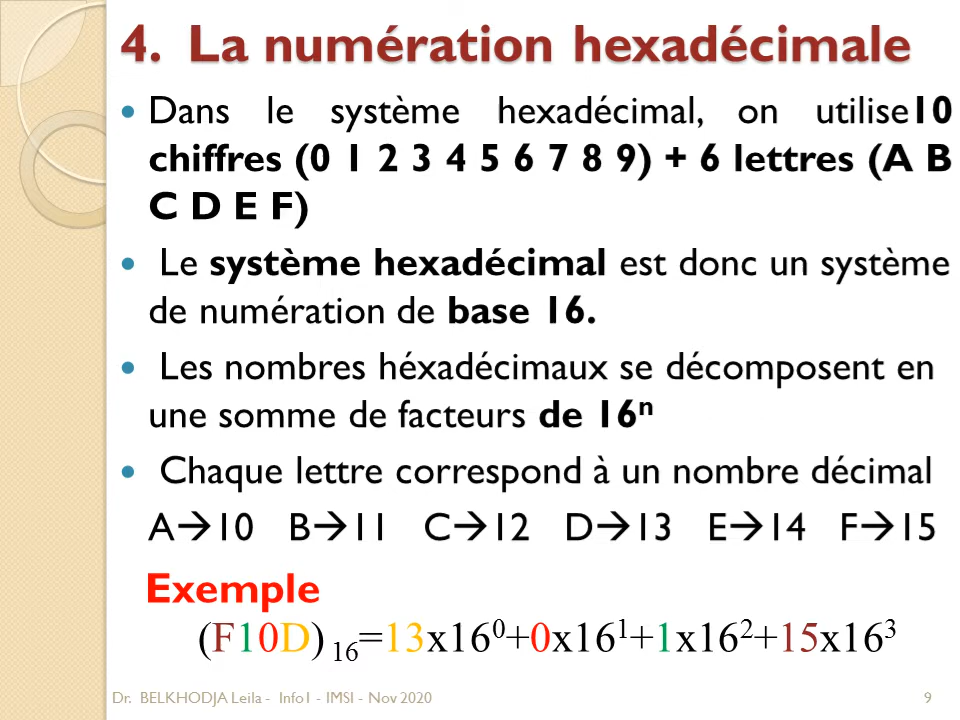 4. La numération hexadécimale
• Dans le système hexadécimal, on utilise10
chiffres (0 1 2 3 4 5 6 7 8 9) + 6 lettres (A B
C D E F)
• Le système hexadécimal est donc un système
de numération de base 16.
• Les nombres héxadécimaux se décomposent en
une somme de facteurs de 16ⁿ
• Chaque lettre correspond à un nombre décimal
A→10 B→11 C→12 D→13 E→14 F→15
Exemple
(F10D)₁₆=13x16⁰+0x16¹+1x16²+15x16³
Dr. BELKHODJA Leila - Info1 - IMSI - Nov 2020 9